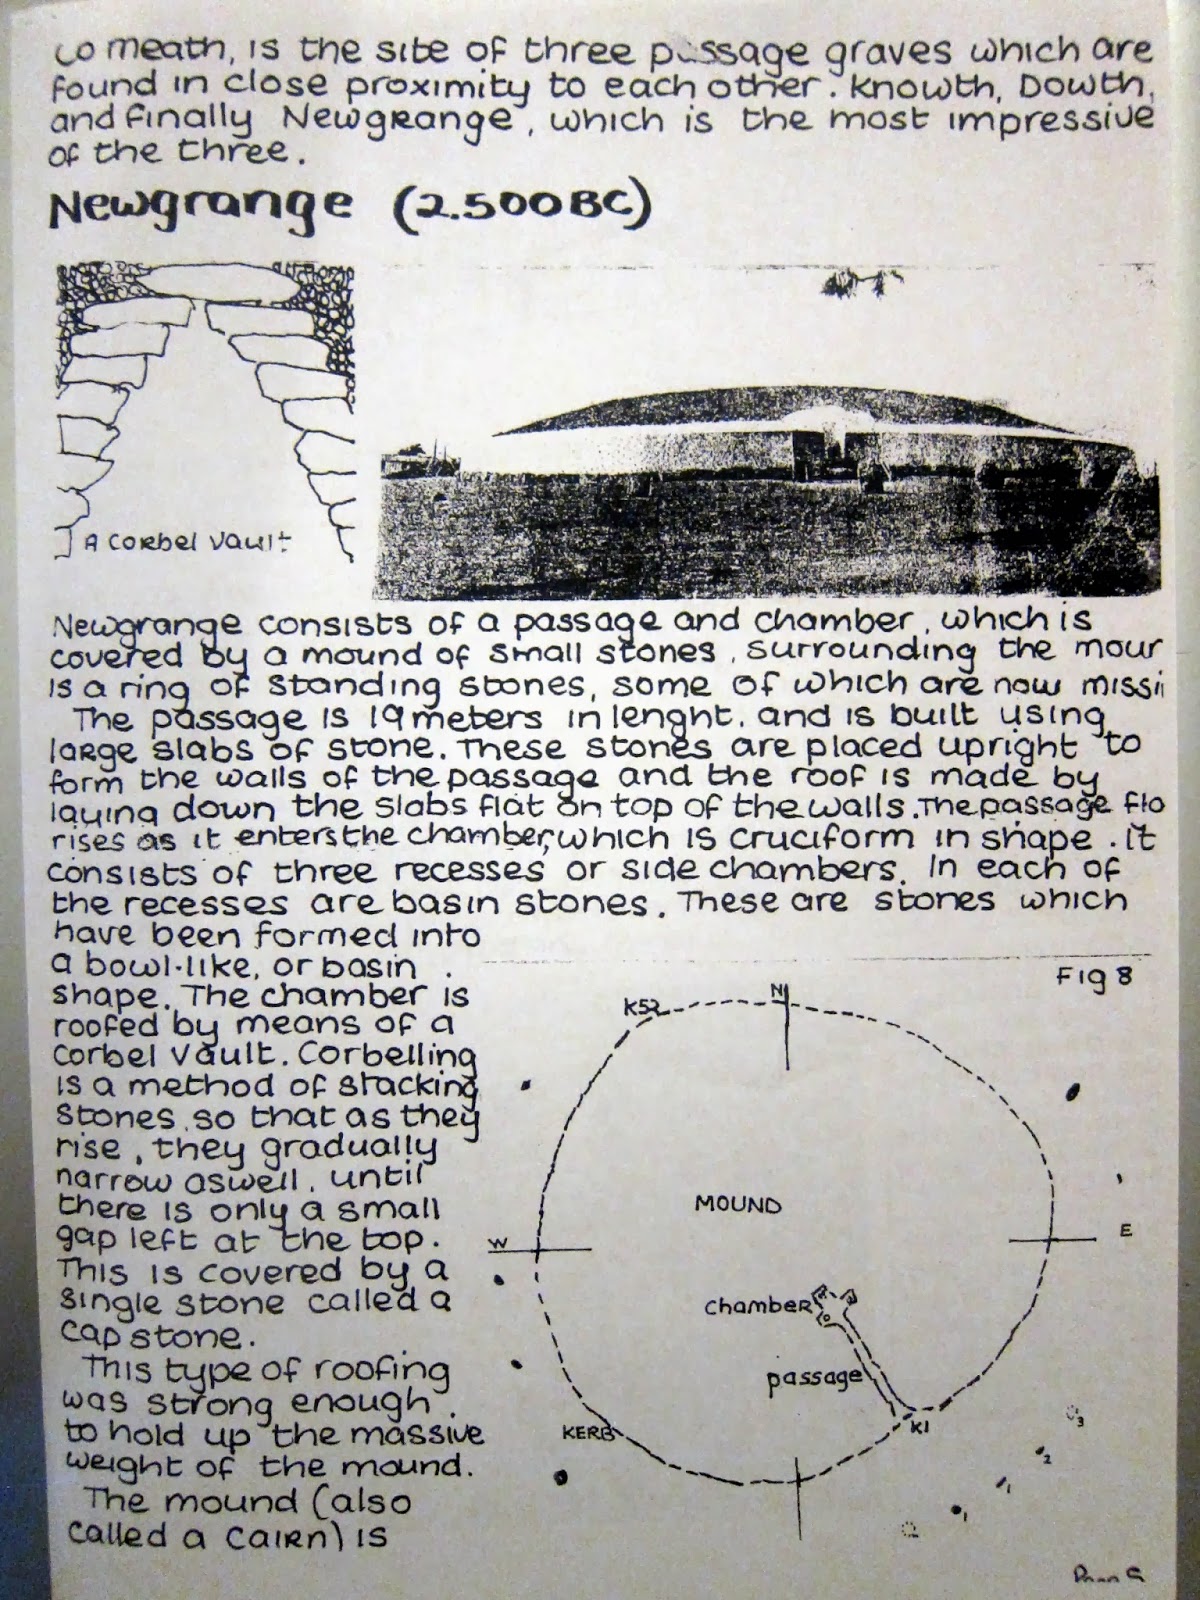 Co meath, is the site of three passage graves which are
found in close proximity to each other. Knowth, Dowth,
and finally Newgrange, which is the most impressive
of the three.
Newgrange (2.500BC)
A corbel vault
Newgrange consists of a passage and chamber, which is
covered by a mound of small stones. Surrounding the moun
is a ring of standing stones, some of which are now missi
The passage is 19 meters in lenght, and is built using
large slabs of stone. These stones are placed upright to
form the walls of the passage and the roof is made by
laying down the slabs flat on top of the walls. The passage flo
rises as it enters the chamber, which is cruciform in shape. It
consists of three recesses or side chambers. In each of
the recesses are basin stones. These are stones which
have been formed into
a bowl-like, or basin
shape. The chamber is
roofed by means of a
corbel vault. Corbelling
is a method of stacking
stones, so that as they
rise, they gradually
narrow aswell, until
there is only a small
gap left at the top.
This is covered by a
single stone called a
cap stone.
This type of roofing
was strong enough
to hold up the massive
weight of the mound.
The mound (also
called a cairn) is
Fig 8
K52
N
MOUND
W
E
chamber
passage
K1
KERB
3
2
1
1